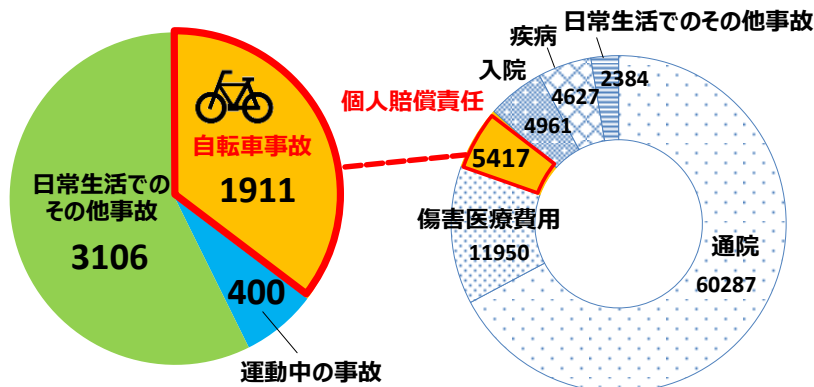 自転車事故
1911
日常生活での
その他事故
3106
400
運動中の事故
個人賠償責任
5417
入院
4961
疾病
4627
日常生活でのその他事故
2384
傷害医療費用
11950
通院
60287